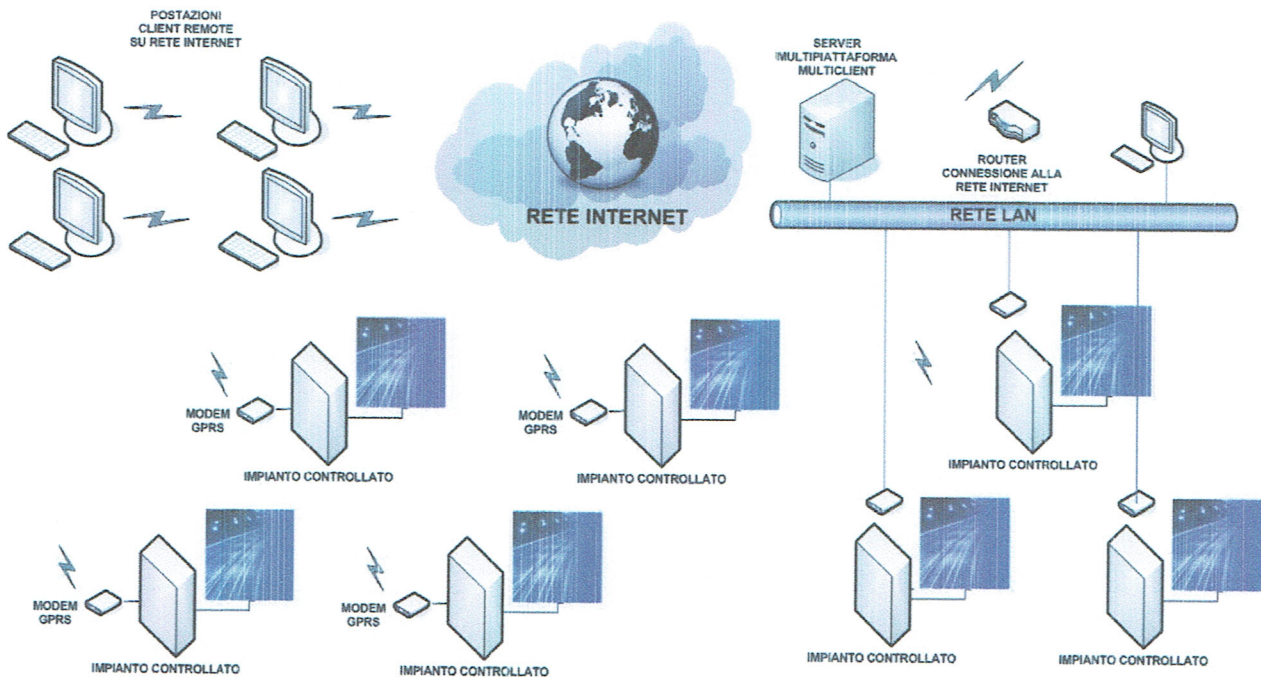 POSTAZIONI
CLIENT REMOTE
SU RETE INTERNET
SERVER
MULTIPIATTAFORMA
MULTICLIENT
ROUTER
CONNESSIONE ALLA
RETE INTERNET
RETE INTERNET
RETE LAN
MODEM
GPRS
IMPIANTO CONTROLLATO
MODEM
GPRS
IMPIANTO CONTROLLATO
IMPIANTO CONTROLLATO
MODEM
GPRS
IMPIANTO CONTROLLATO
MODEM
GPRS
IMPIANTO CONTROLLATO
IMPIANTO CONTROLLATO
IMPIANTO CONTROLLATO